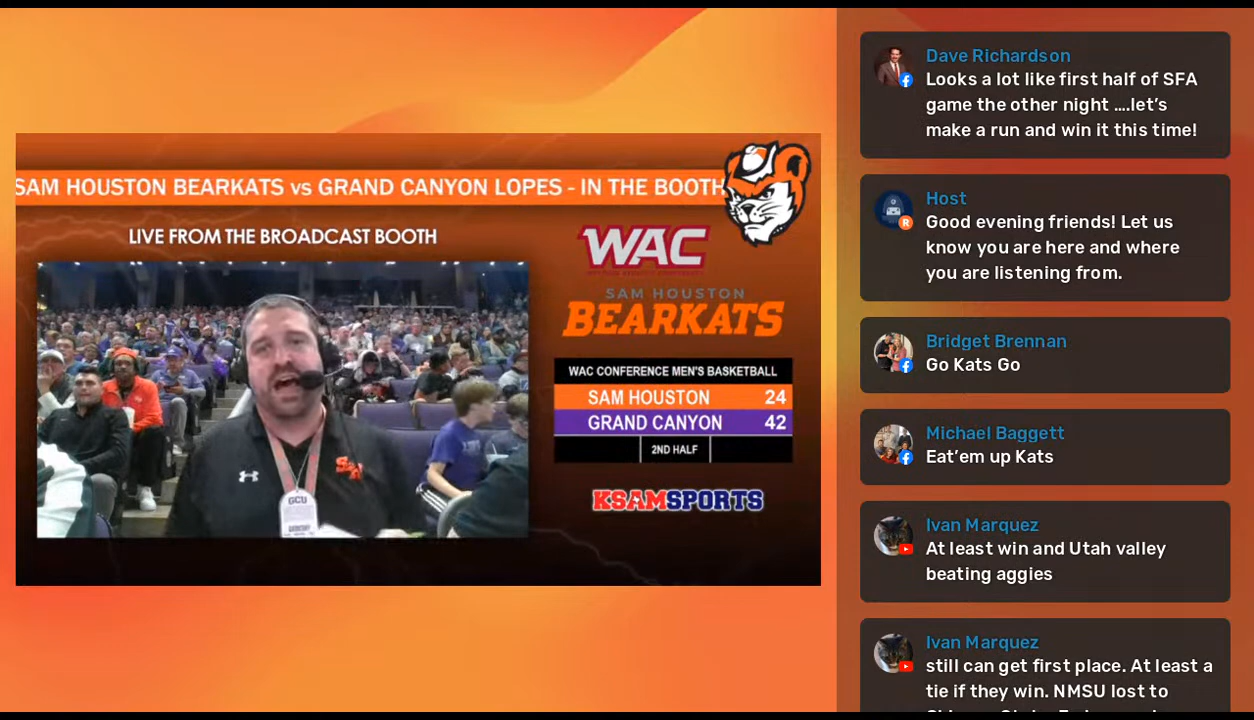 SAM HOUSTON BEARKATS vs GRAND CANYON LOPES - IN THE BOOTH
LIVE FROM THE BROADCAST BOOTH
GCU
WAC
SAM HOUSTON
BEARKATS
WAC CONFERENCE MEN'S BASKETBALL
SAM HOUSTON 24
GRAND CANYON 42
2ND HALF
KSAMSPORTS
Dave Richardson
Looks a lot like first half of SFA
game the other night ....let's
make a run and win it this time!
Host
Good evening friends! Let us
know you are here and where
you are listening from.
Bridget Brennan
Go Kats Go
Michael Baggett
Eat'em up Kats
Ivan Marquez
At least win and Utah valley
beating aggies
Ivan Marquez
still can get first place. At least a
tie if they win. NMSU lost to